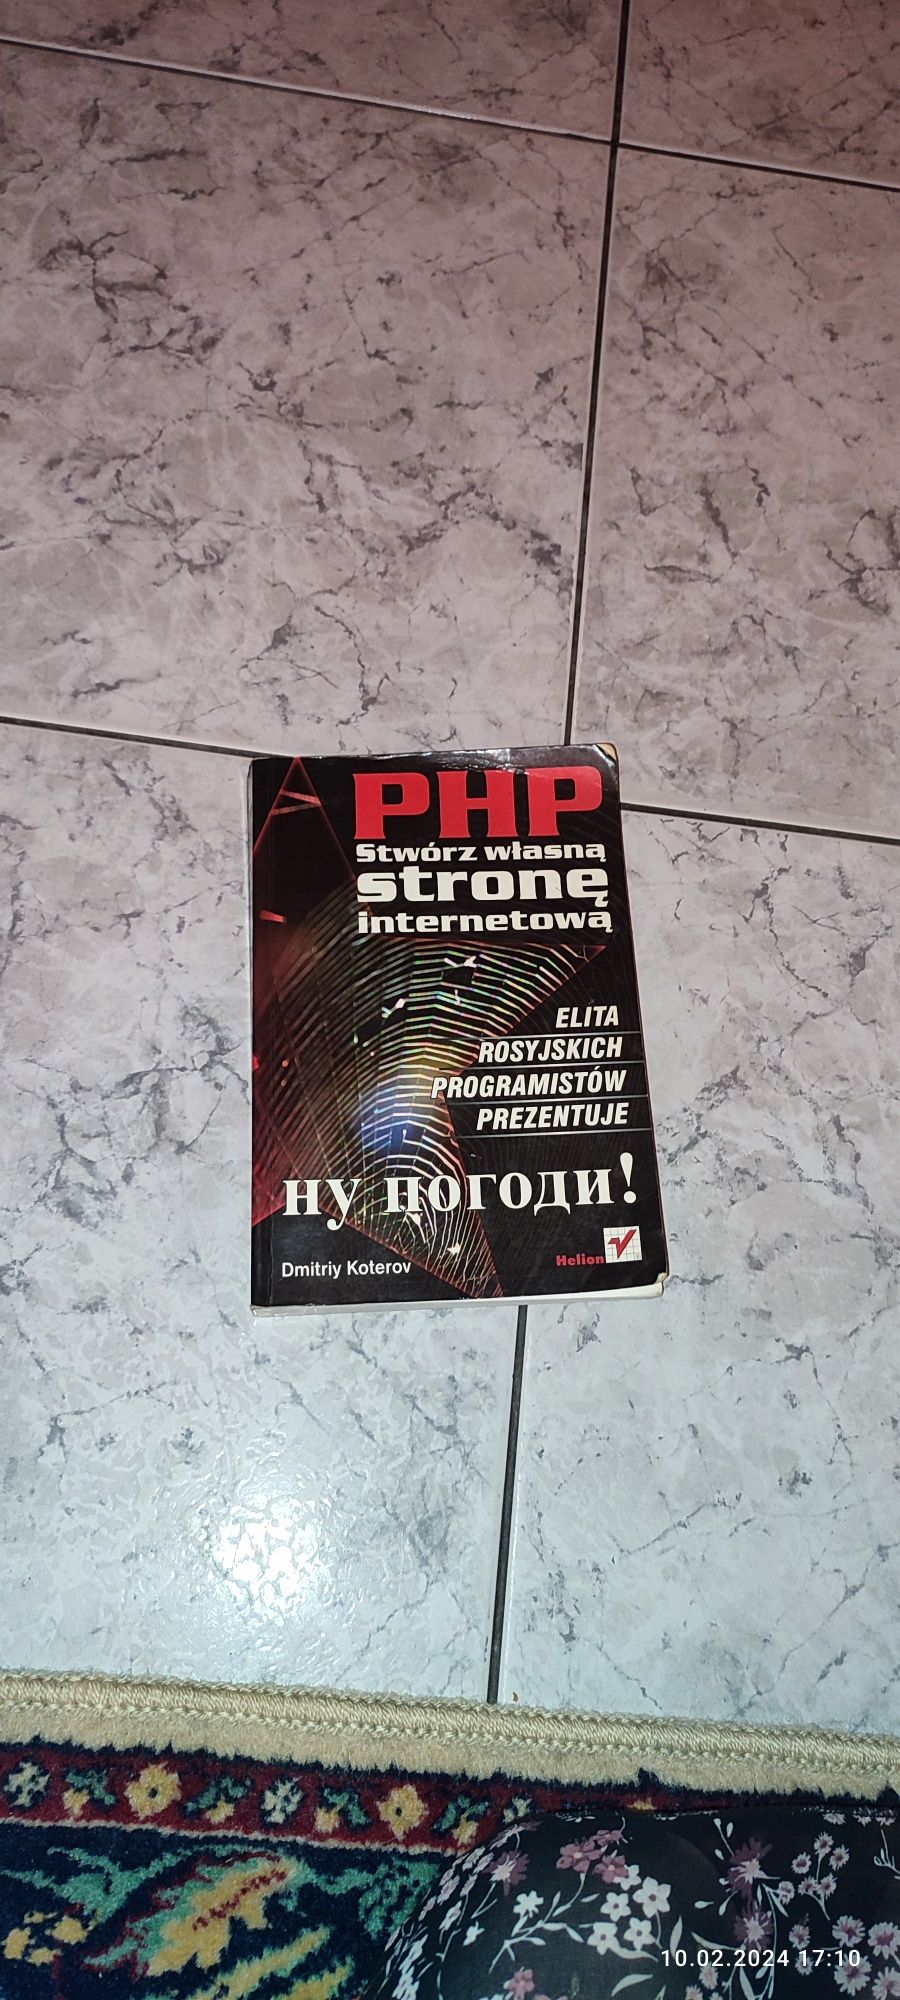 PHP
Stwórz własną
stronę
internetową
ELITA
ROSYJSKICH
PROGRAMISTÓW
PREZENTUJE
ну погоди!
Dmitriy Koterov
Helion
10.02.2024 17:10